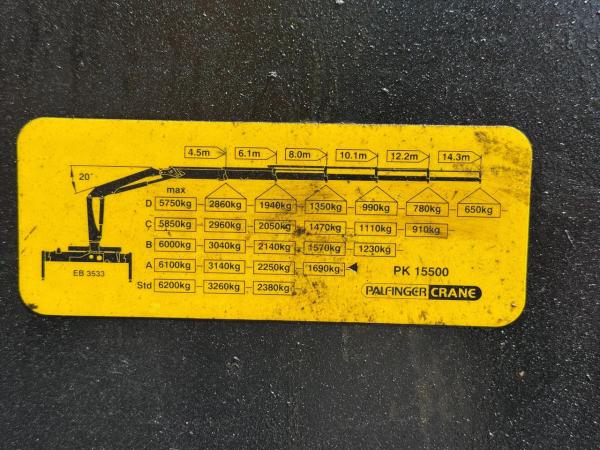 4.5m 6.1m 8.0m 10.1m 12.2m 14.3m
20°
max
D 5750kg 2860kg 1940kg 1350kg 990kg 780kg 650kg
C 5850kg 2960kg 2050kg 1470kg 1110kg 910kg
B 6000kg 3040kg 2140kg 1570kg 1230kg
A 6100kg 3140kg 2250kg 1690kg PK 15500
EB 3533
Std 6200kg 3260kg 2380kg PALFINGER CRANE